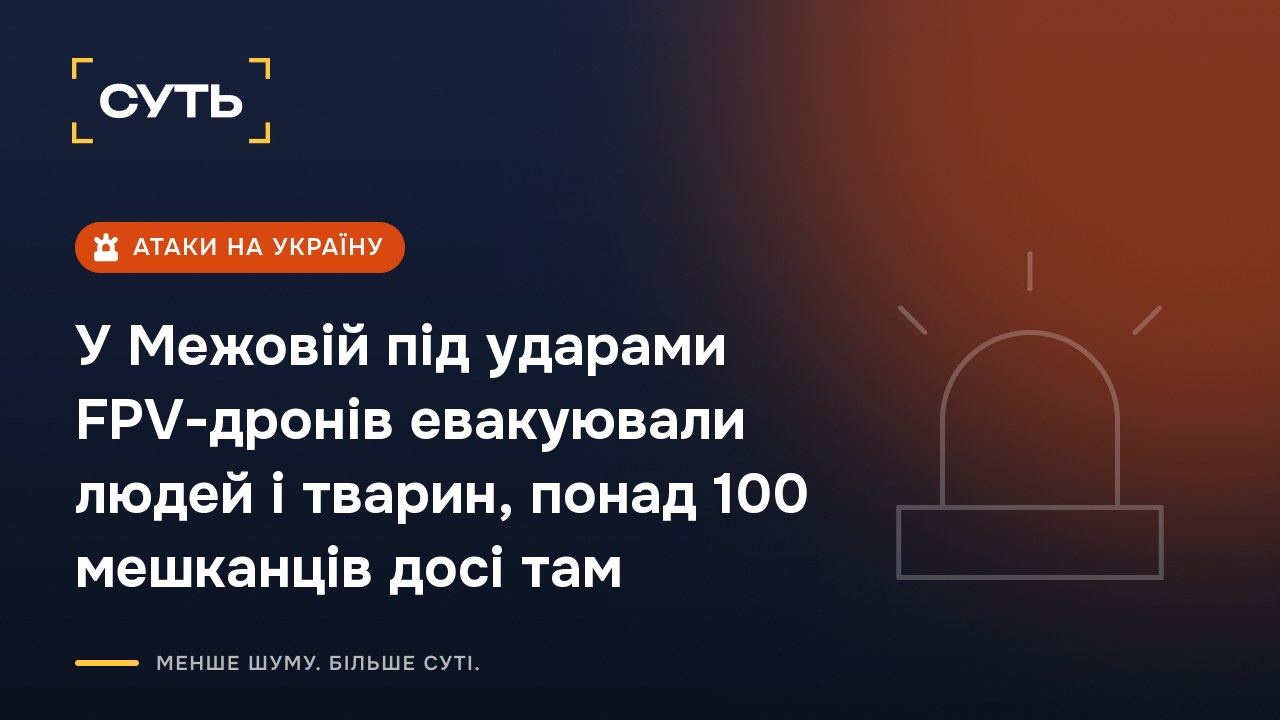 СУТЬ
АТАКИ НА УКРАЇНУ
У Межовій під ударами
FPV-дронів евакуювали
людей і тварин, понад 100
мешканців досі там
МЕНШЕ ШУМУ. БІЛЬШЕ СУТІ.